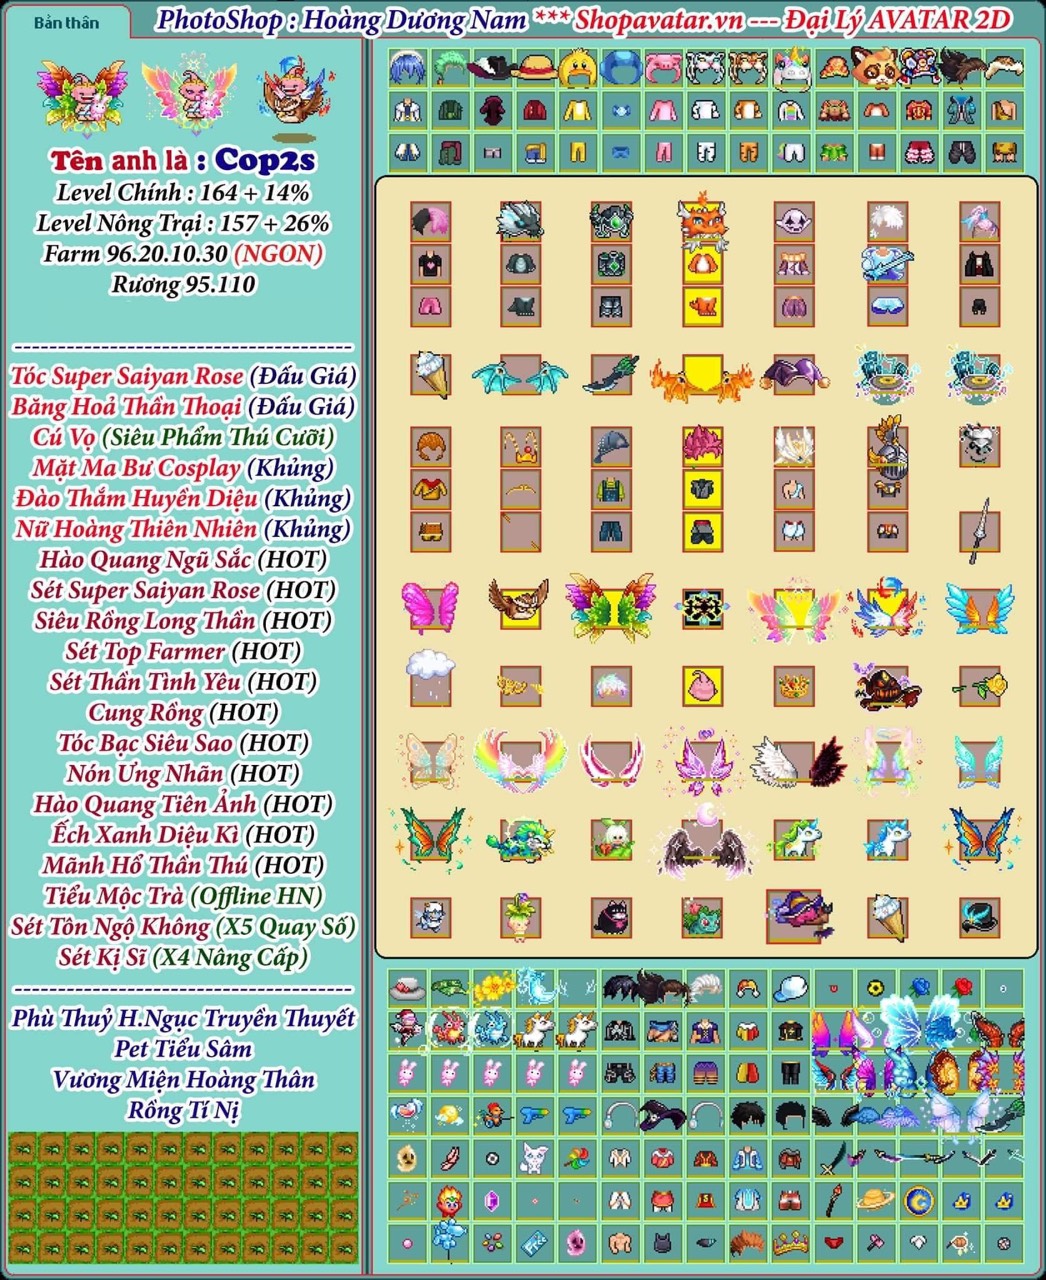 Bản thân
PhotoShop : Hoàng Dương Nam *** Shopavatar.vn --- Đại Lý AVATAR 2D
Tên anh là : Cop2s
Level Chính : 164 + 14%
Level Nông Trại : 157 + 26%
Farm 96.20.10.30 (NGON)
Rương 95.110
Tóc Super Saiyan Rose (Đấu Giá)
Băng Hoả Thần Thoại (Đấu Giá)
Cú Vọ (Siêu Phẩm Thú Cưỡi)
Mặt Ma Bư Cosplay (Khủng)
Đào Thắm Huyền Diệu (Khủng)
Nữ Hoàng Thiên Nhiên (Khủng)
Hào Quang Ngũ Sắc (HOT)
Sét Super Saiyan Rose (HOT)
Siêu Rồng Long Thần (HOT)
Sét Top Farmer (HOT)
Sét Thần Tình Yêu (HOT)
Cung Rồng (HOT)
Tóc Bạc Siêu Sao (HOT)
Nón Ưng Nhãn (HOT)
Hào Quang Tiên Ảnh (HOT)
Ếch Xanh Diệu Kì (HOT)
Mãnh Hổ Thần Thú (HOT)
Tiểu Mộc Trà (Offline HN)
Sét Tôn Ngộ Không (X5 Quay Số)
Sét Kị Sĩ (X4 Nâng Cấp)
Phù Thuỷ H.Ngục Truyền Thuyết
Pet Tiểu Sâm
Vương Miện Hoàng Thân
Rồng Tí Nị